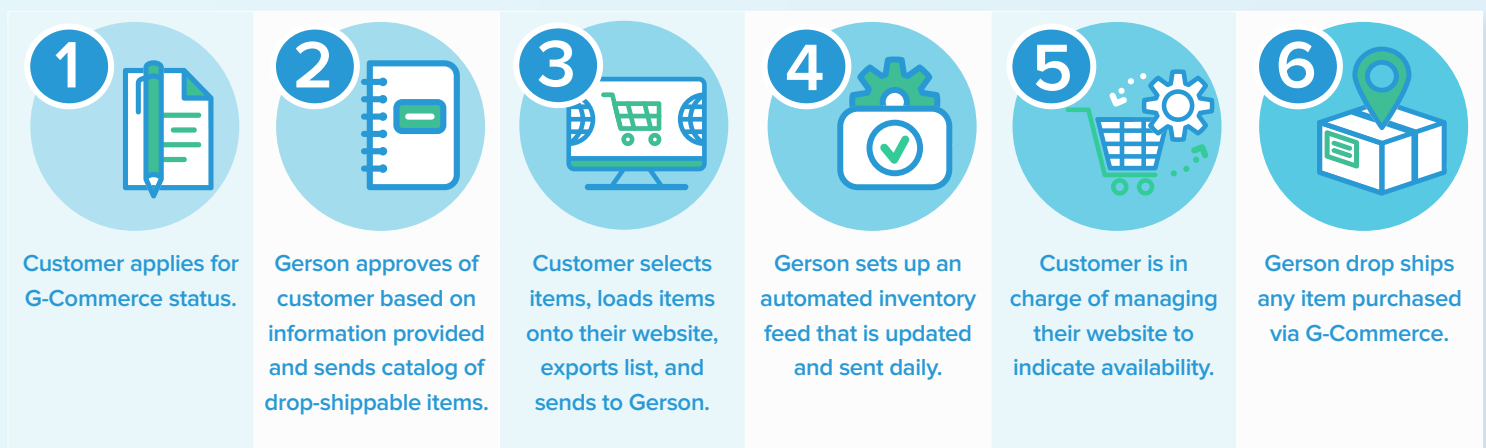 1
Customer applies for
G-Commerce status.
2
Gerson approves of
customer based on
information provided
and sends catalog of
drop-shippable items.
3
Customer selects
items, loads items
onto their website,
exports list, and
sends to Gerson.
4
Gerson sets up an
automated inventory
feed that is updated
and sent daily.
5
Customer is in
charge of managing
their website to
indicate availability.
6
Gerson drop ships
any item purchased
via G-Commerce.